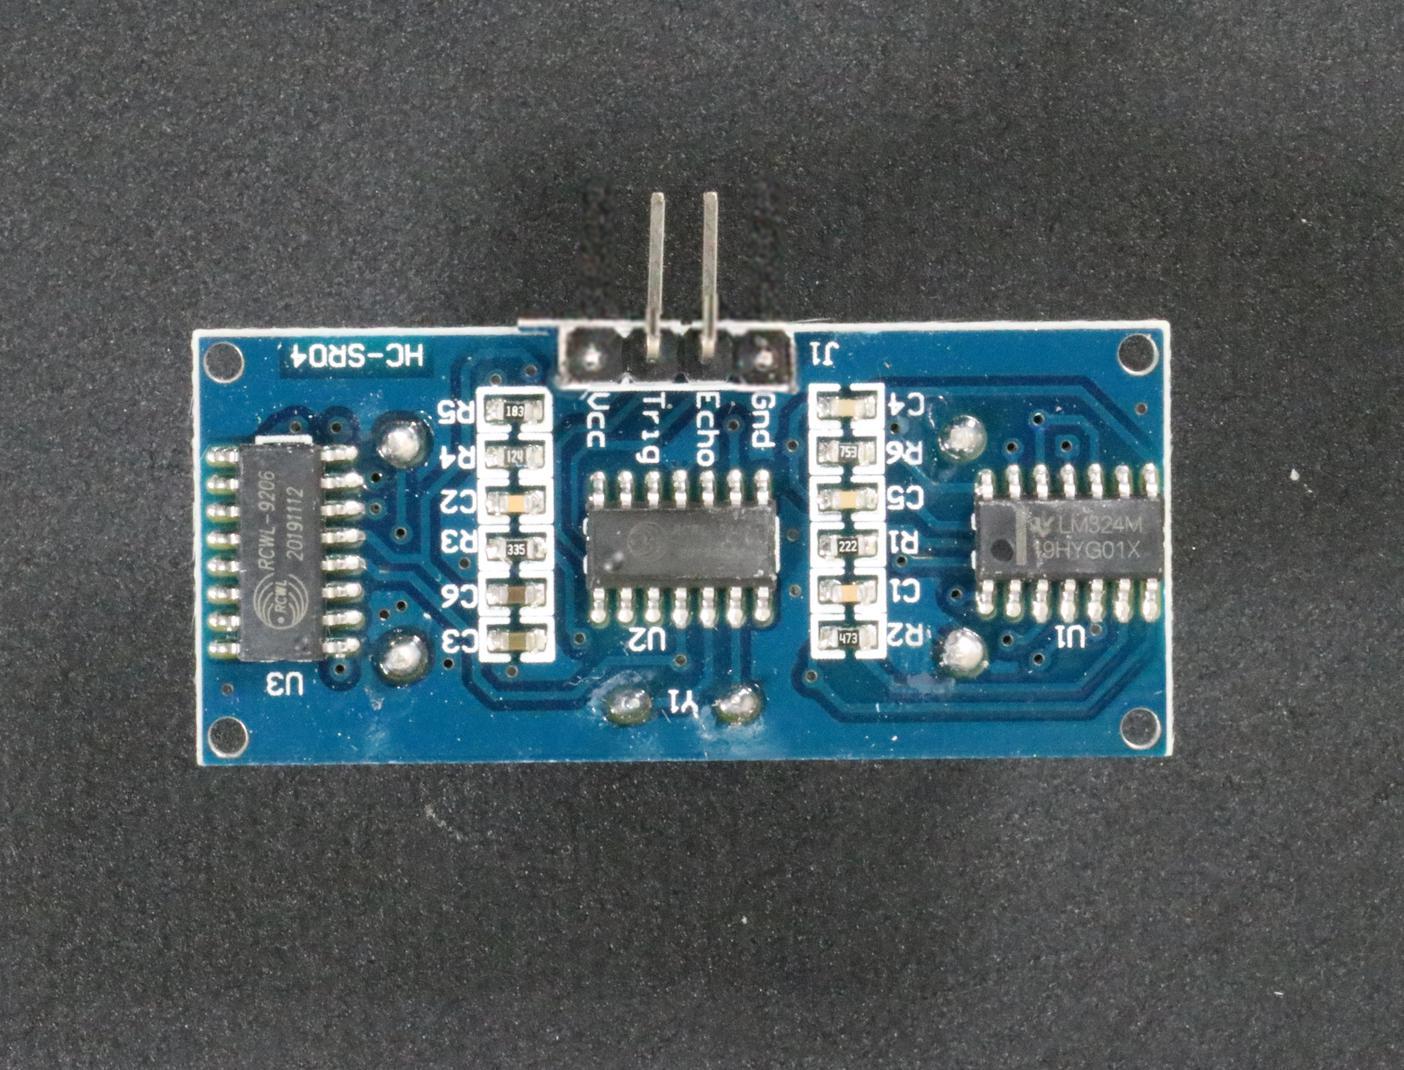 HC-SR04
J1
Vcc
Trig
Echo
Gnd
R5
183
R4
124
C2
R3
335
C6
C3
C4
R6
753
C5
R1
222
C1
R2
473
RCWL-9206
20191112
RCWL
U3
U2
Y1
LM324M
19HYG01X
U1